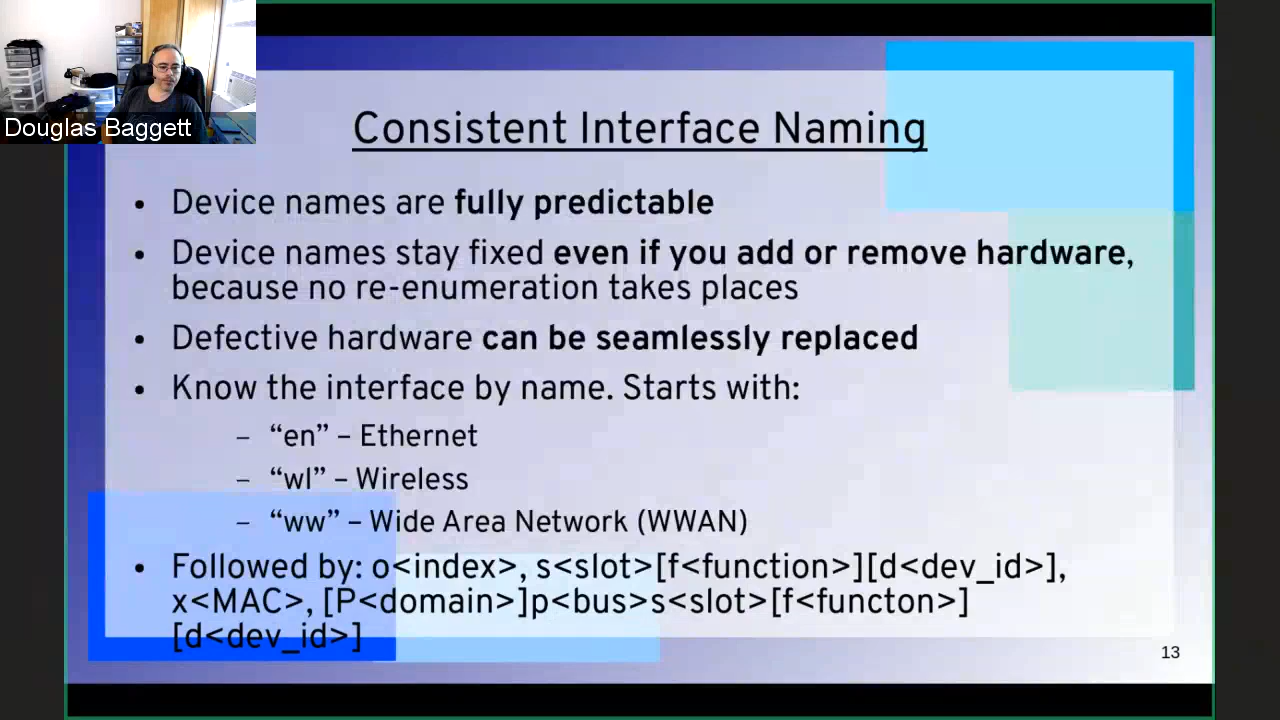 Douglas Baggett
Consistent Interface Naming
• Device names are fully predictable
• Device names stay fixed even if you add or remove hardware,
because no re-enumeration takes places
• Defective hardware can be seamlessly replaced
• Know the interface by name. Starts with:
– “en” – Ethernet
– “wl” – Wireless
– “ww” – Wide Area Network (WWAN)
• Followed by: o<index>, s<slot>[f<function>][d<dev_id>],
x<MAC>, [P<domain>]p<bus>s<slot>[f<functon>]
[d<dev_id>]
13